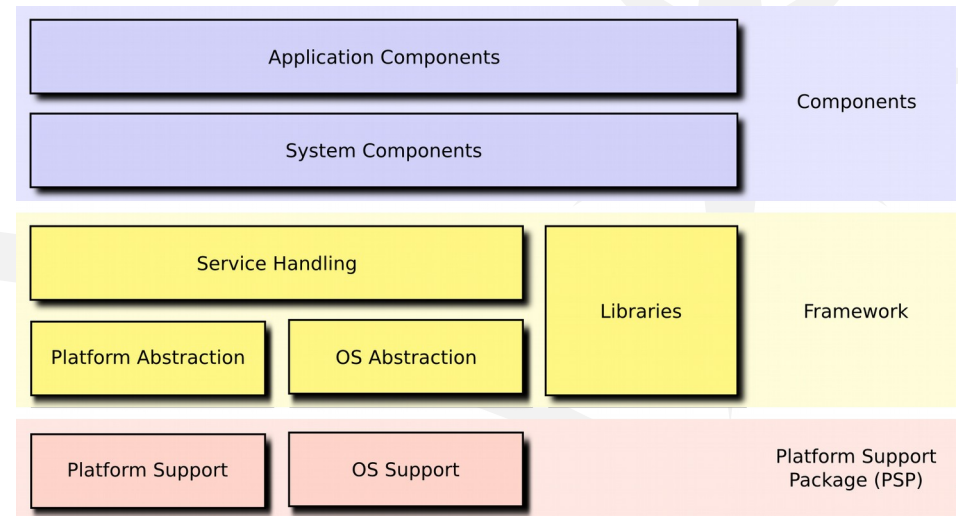 Application Components
Components
System Components
Service Handling
Libraries
Framework
Platform Abstraction
OS Abstraction
Platform Support
OS Support
Platform Support
Package (PSP)